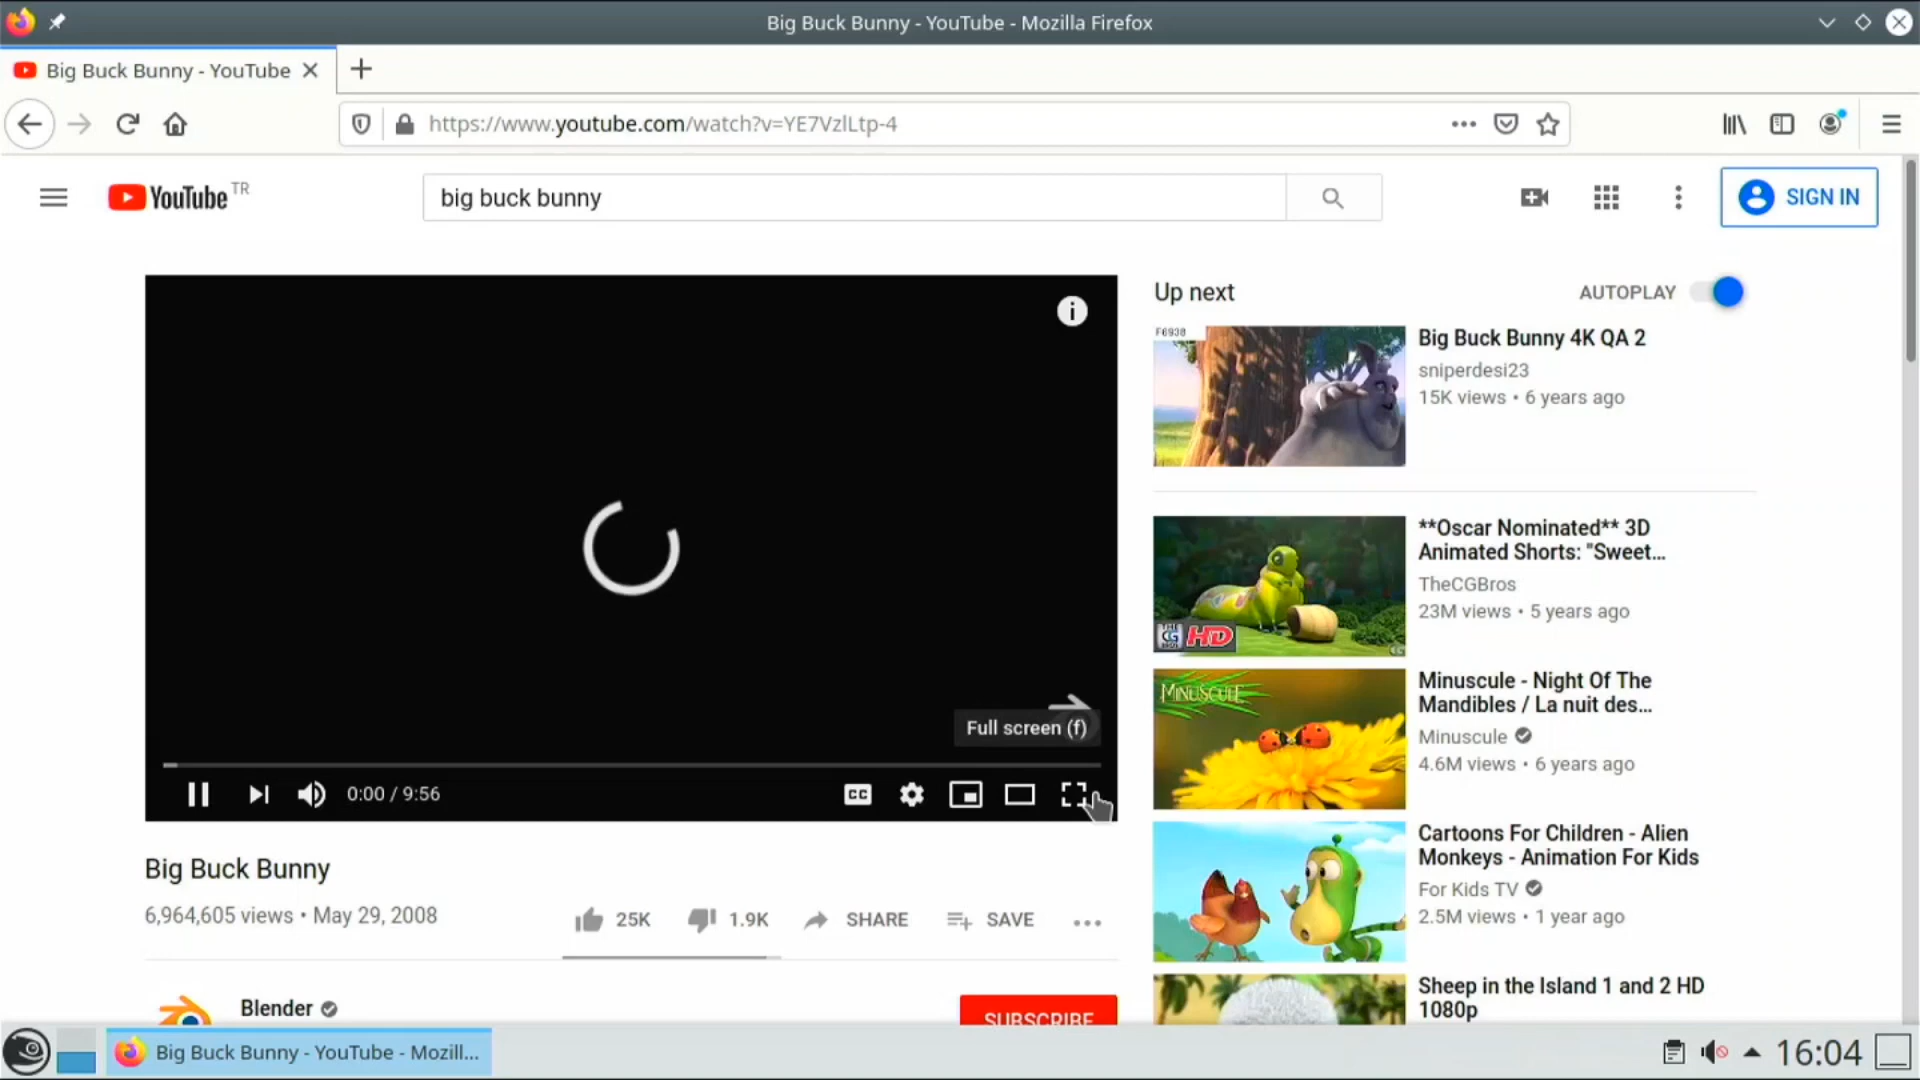 Big Buck Bunny - YouTube - Mozilla Firefox
Big Buck Bunny - YouTube
https://www.youtube.com/watch?v=YE7VzlLtp-4
YouTube TR
big buck bunny
SIGN IN
Up next
AUTOPLAY
F6938
Big Buck Bunny 4K QA 2
sniperdesi23
15K views • 6 years ago
HD
**Oscar Nominated** 3D
Animated Shorts: "Sweet...
TheCGBros
23M views • 5 years ago
MINUSCULE
Minuscule - Night Of The
Mandibles / La nuit des...
Minuscule
4.6M views • 6 years ago
Cartoons For Children - Alien
Monkeys - Animation For Kids
For Kids TV
2.5M views • 1 year ago
Sheep in the Island 1 and 2 HD
1080p
Full screen (f)
0:00 / 9:56
CC
Big Buck Bunny
6,964,605 views • May 29, 2008
25K
1.9K
SHARE
SAVE
Blender
SUBSCRIBE
Big Buck Bunny - YouTube - Mozill...
16:04